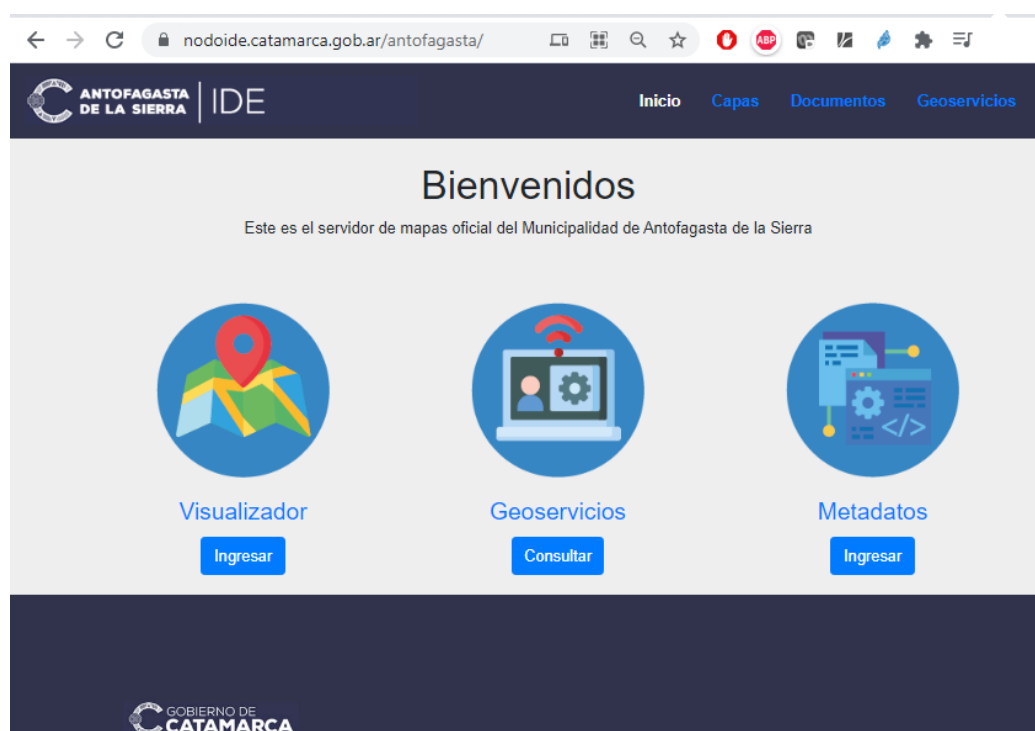 nodoide.catamarca.gob.ar/antofagasta/
ABP
ANTOFAGASTA
DE LA SIERRA
IDE
Inicio Capas Documentos Geoservicios
Bienvenidos
Este es el servidor de mapas oficial del Municipalidad de Antofagasta de la Sierra
</>
Visualizador Geoservicios Metadatos
Ingresar Consultar Ingresar
GOBIERNO DE
CATAMARCA